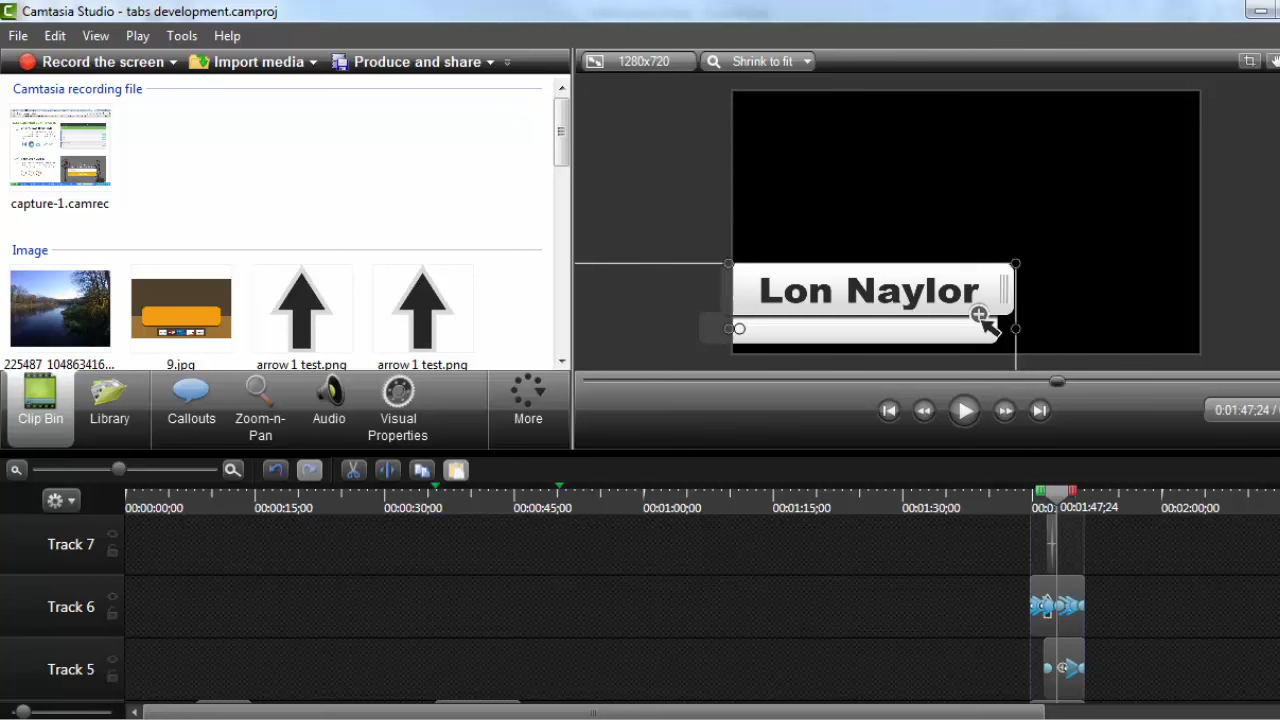 Camtasia Studio - tabs development.camproj
File Edit View Play Tools Help
Record the screen Import media Produce and share
1280x720 Shrink to fit
Camtasia recording file
capture-1.camrec
Image
225487_104863416... 9.jpg arrow 1 test.png arrow 1 test.png
Lon Naylor
Clip Bin Library Callouts Zoom-n-Pan Audio Visual Properties More
0:01:47;24 /
00:00:00;00 00:00:15;00 00:00:30;00 00:00:45;00 00:01:00;00 00:01:15;00 00:01:30;00 00:01:47;24 00:02:00;00
Track 7
Track 6
Track 5